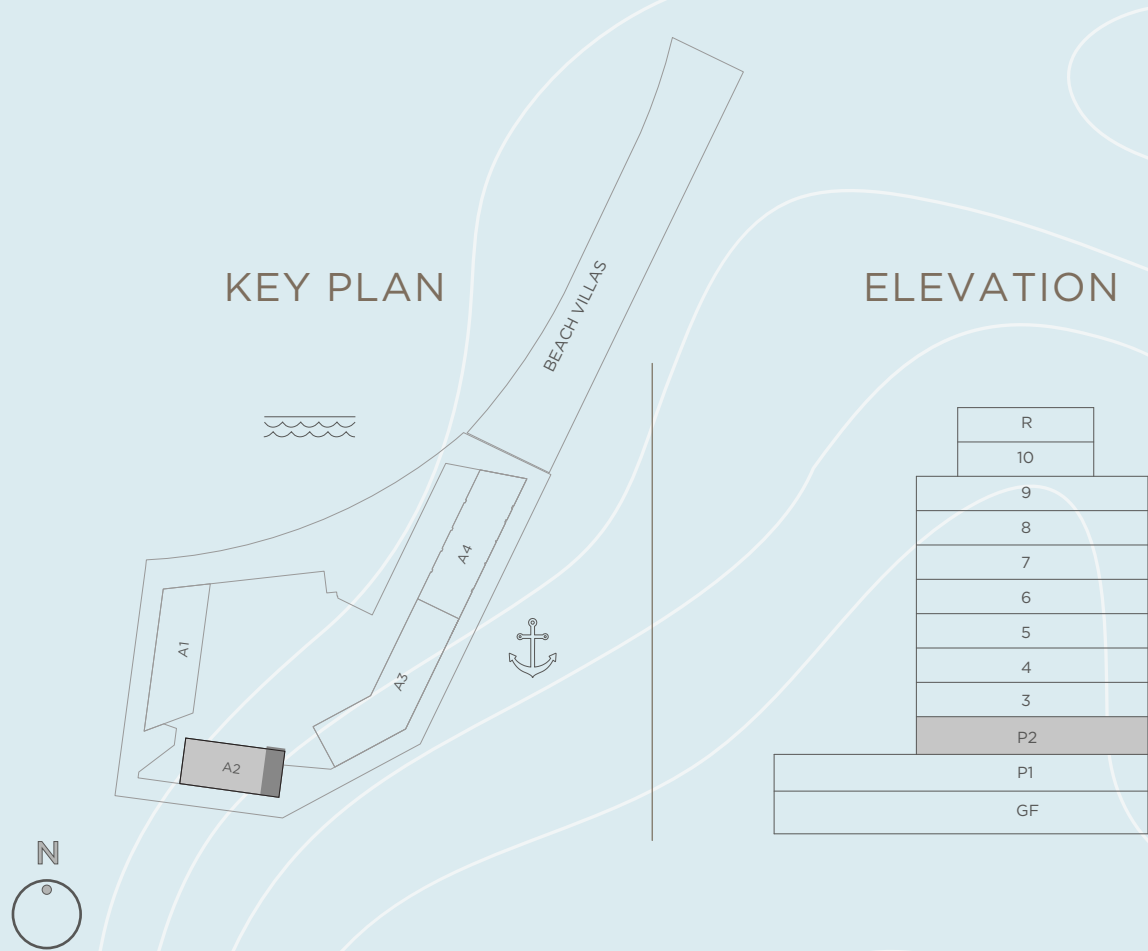 KEY PLAN
BEACH VILLAS
A4
A3
A1
A2
N
ELEVATION
R
10
9
8
7
6
5
4
3
P2
P1
GF